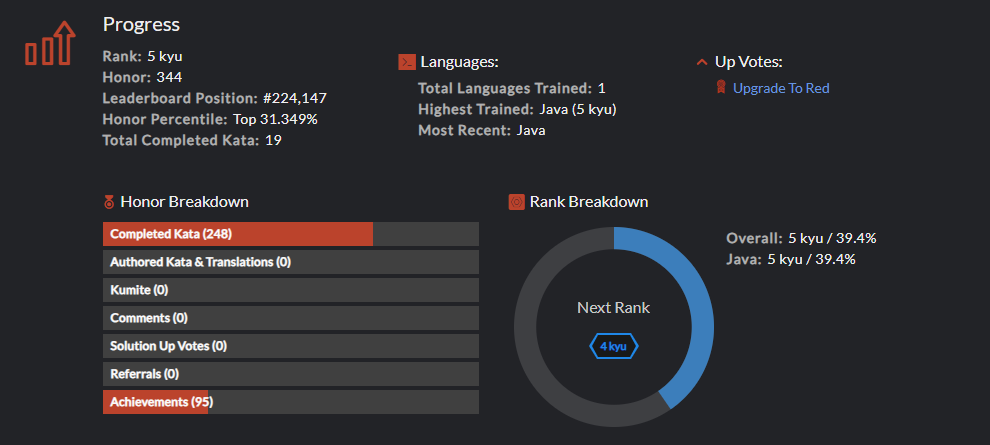 Progress
Rank: 5 kyu
Honor: 344
Leaderboard Position: #224,147
Honor Percentile: Top 31.349%
Total Completed Kata: 19
Languages:
Total Languages Trained: 1
Highest Trained: Java (5 kyu)
Most Recent: Java
Up Votes:
Upgrade To Red
Honor Breakdown
Completed Kata (248)
Authored Kata & Translations (0)
Kumite (0)
Comments (0)
Solution Up Votes (0)
Referrals (0)
Achievements (95)
Rank Breakdown
Next Rank
4 kyu
Overall: 5 kyu / 39.4%
Java: 5 kyu / 39.4%